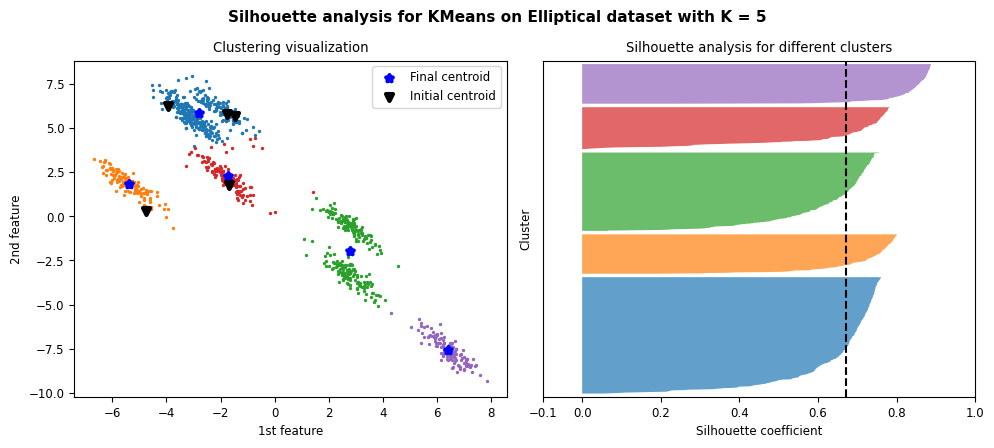 Silhouette analysis for KMeans on Elliptical dataset with K = 5
Clustering visualization
Final centroid
Initial centroid
7.5
5.0
2.5
0.0
−2.5
−5.0
−7.5
−10.0
2nd feature
−6
−4
−2
0
2
4
6
8
1st feature
Silhouette analysis for different clusters
Cluster
−0.1
0.0
0.2
0.4
0.6
0.8
1.0
Silhouette coefficient